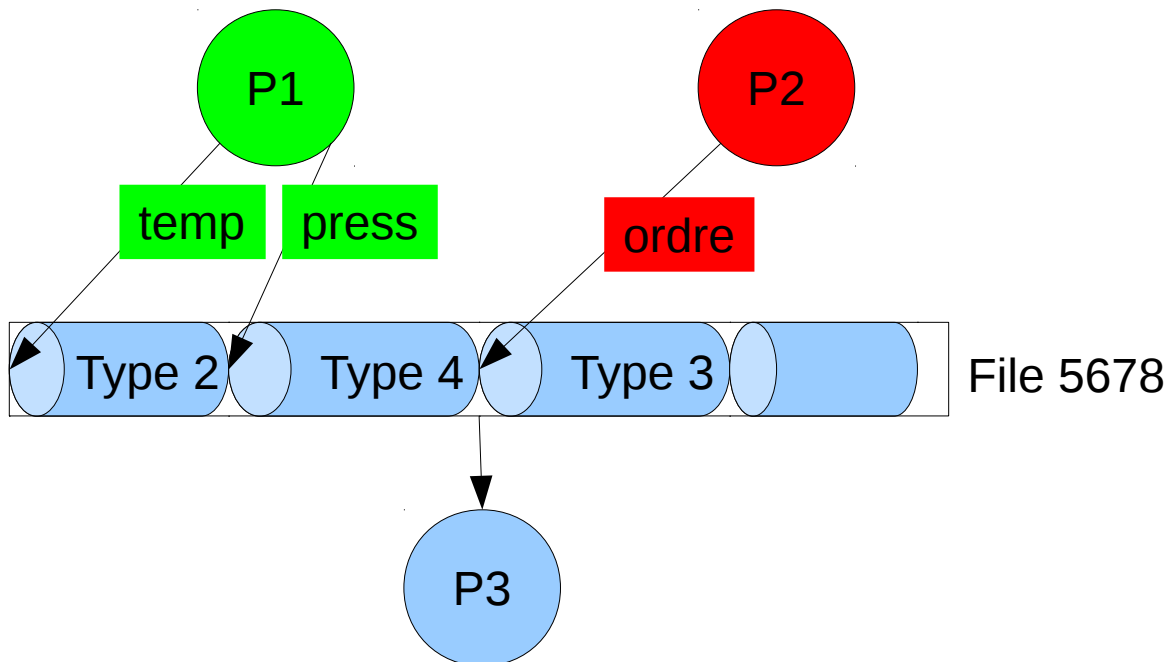 P1
P2
temp
press
ordre
Type 2
Type 4
Type 3
File 5678
P3